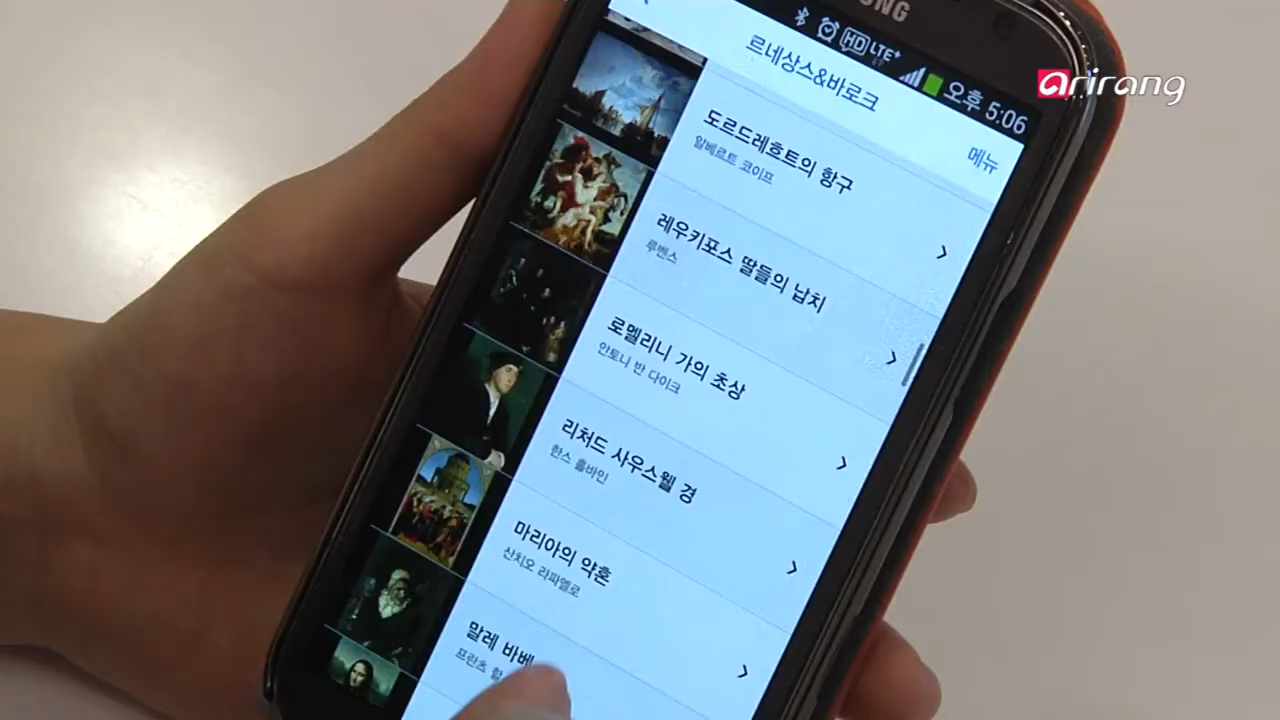 SUNG
HD LTE
오후 5:06
arirang
르네상스&바로크
메뉴
도르드레흐트의 항구
알베르트 코이프
레우키포스 딸들의 납치
루벤스
로멜리니 가의 초상
안토니 반 다이크
리처드 사우스웰 경
한스 홀바인
마리아의 약혼
산치오 라파엘로
말레 바베
프란츠 할